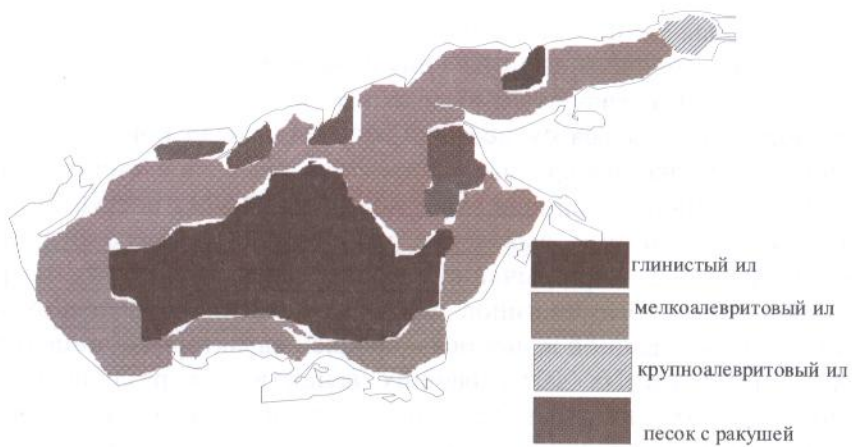 глинистый ил
мелкоалевритовый ил
крупноалевритовый ил
песок с ракушей